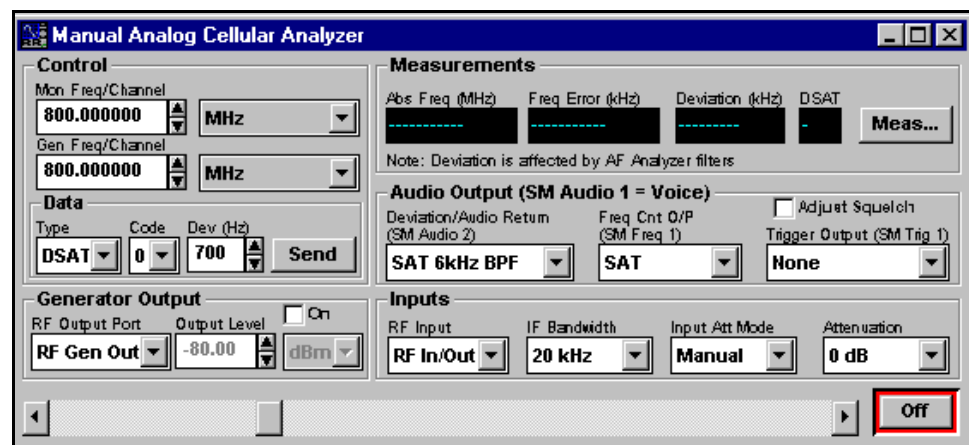 Manual Analog Cellular Analyzer
Control
Mon Freq/Channel
800.000000 MHz
Gen Freq/Channel
800.000000 MHz
Data
Type Code Dev (Hz)
DSAT 0 700 Send
Generator Output
On
RF Output Port Output Level
RF Gen Out -80.00 dBm
Measurements
Abs Freq (MHz) Freq Error (kHz) Deviation (kHz) DSAT
---------- ----------- --------- -
Meas...
Note: Deviation is affected by AF Analyzer filters
Audio Output (SM Audio 1 = Voice)
Adjust Squelch
Deviation/Audio Return Freq Cnt O/P
(SM Audio 2) (SM Freq 1) Trigger Output (SM Trig 1)
SAT 6kHz BPF SAT None
Inputs
RF Input IF Bandwidth Input Att Mode Attenuation
RF In/Out 20 kHz Manual 0 dB
Off